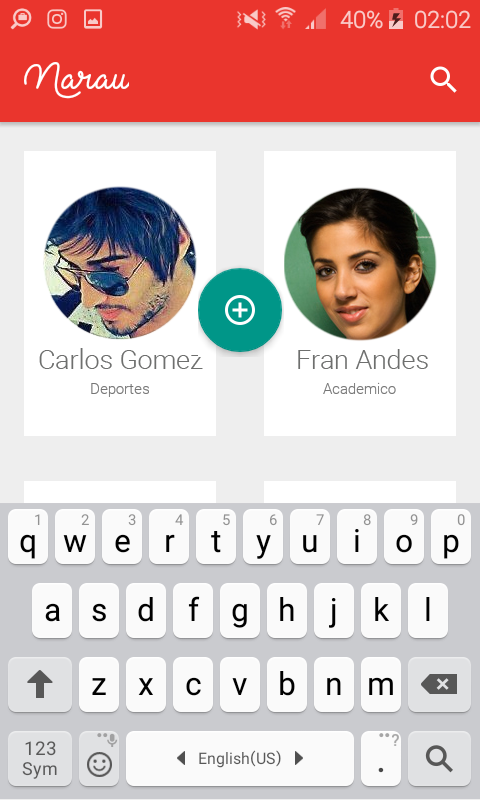 40% 02:02
Narau
Carlos Gomez
Deportes
Fran Andes
Academico
1 2 3 4 5 6 7 8 9 0
q w e r t y u i o p
a s d f g h j k l
z x c v b n m
123
Sym
English(US)
?
.